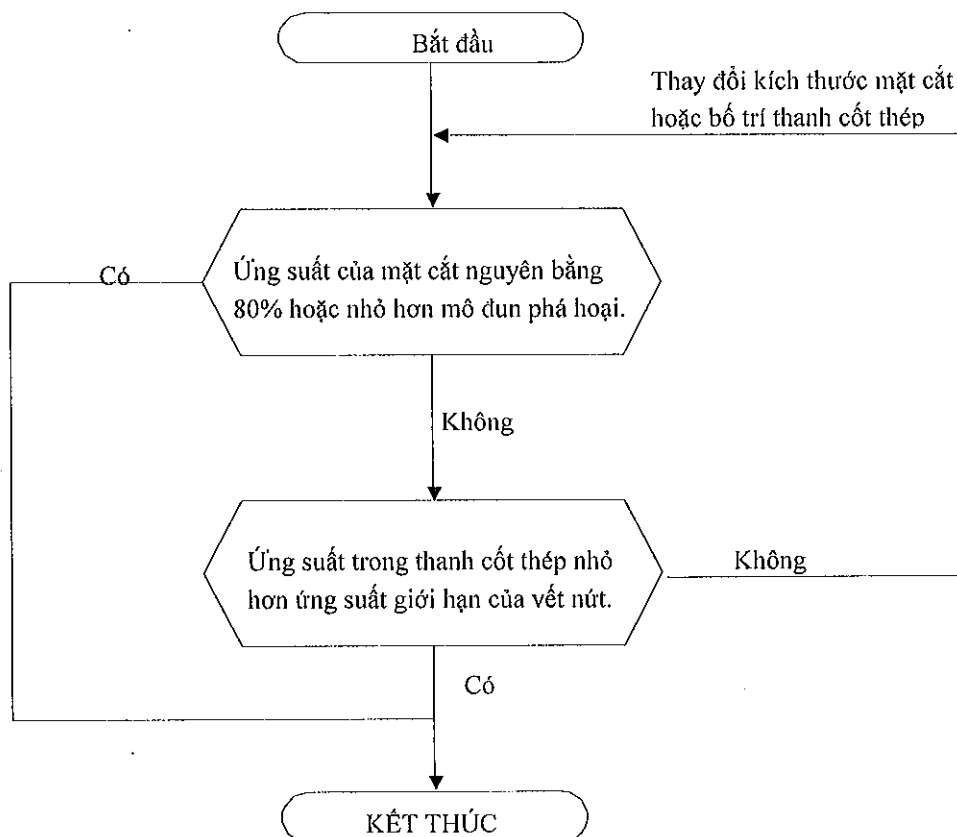 Bắt đầu
Thay đổi kích thước mặt cắt
hoặc bố trí thanh cốt thép
Có
Ứng suất của mặt cắt nguyên bằng
80% hoặc nhỏ hơn mô đun phá hoại.
Không
Ứng suất trong thanh cốt thép nhỏ
hơn ứng suất giới hạn của vết nứt.
Không
Có
KẾT THÚC